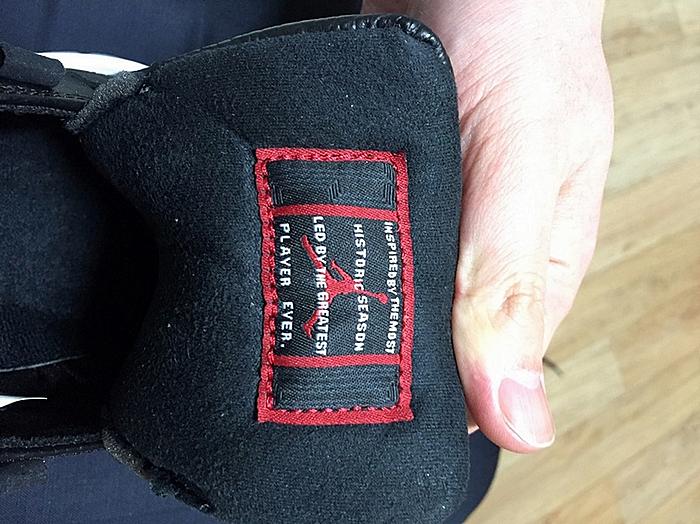 INSPIRED BY THE MOST
HISTORIC SEASON
LED BY THE GREATEST
PLAYER EVER.